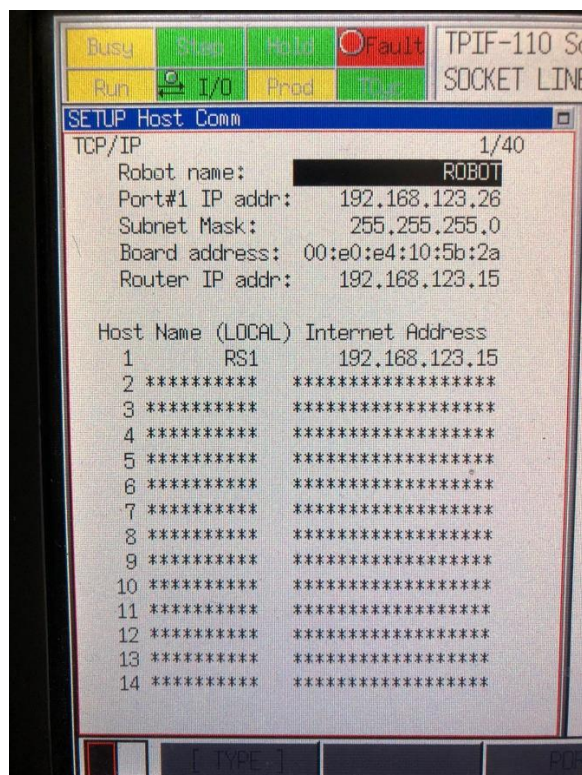 Busy Step Hold Fault TPIF-110 S
Run I/O Prod TCyc SOCKET LINE
SETUP Host Comm
TCP/IP 1/40
Robot name: ROBOT
Port#1 IP addr: 192.168.123.26
Subnet Mask: 255.255.255.0
Board address: 00:e0:e4:10:5b:2a
Router IP addr: 192.168.123.15
Host Name (LOCAL) Internet Address
1 RS1 192.168.123.15
2 ********** ******************
3 ********** ******************
4 ********** ******************
5 ********** ******************
6 ********** ******************
7 ********** ******************
8 ********** ******************
9 ********** ******************
10 ********** ******************
11 ********** ******************
12 ********** ******************
13 ********** ******************
14 ********** ******************
[ TYPE ]